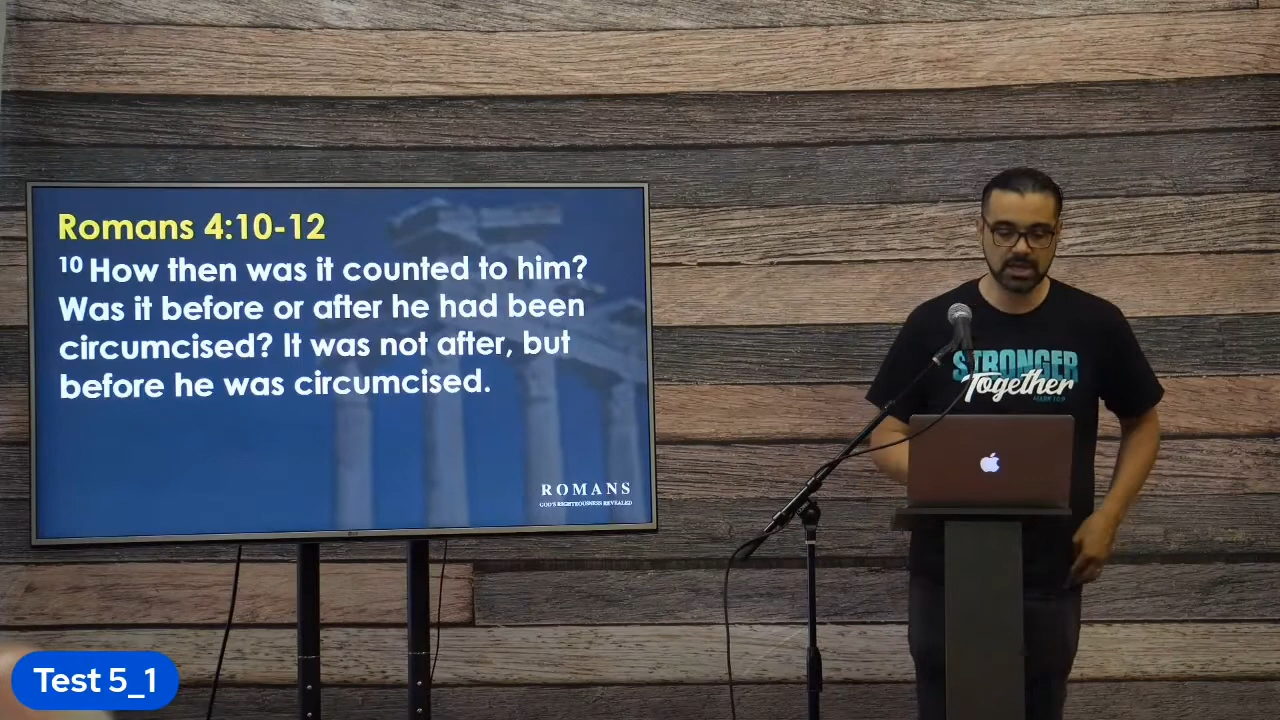 Romans 4:10-12
10 How then was it counted to him?
Was it before or after he had been
circumcised? It was not after, but
before he was circumcised.
ROMANS
GOD'S RIGHTEOUSNESS REVEALED
STRONGER
Together
Test 5_1